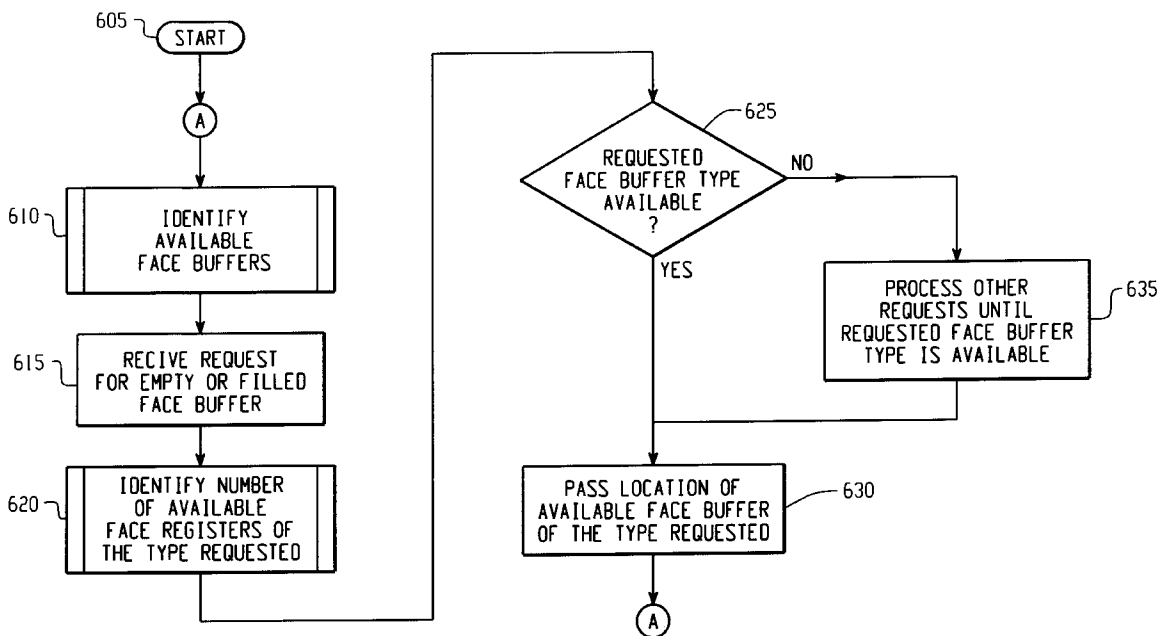 605
START
A
610
IDENTIFY
AVAILABLE
FACE BUFFERS
615
RECIVE REQUEST
FOR EMPTY OR FILLED
FACE BUFFER
620
IDENTIFY NUMBER
OF AVAILABLE
FACE REGISTERS OF
THE TYPE REQUESTED
625
REQUESTED
FACE BUFFER TYPE
AVAILABLE
?
NO
YES
PROCESS OTHER
REQUESTS UNTIL
REQUESTED FACE BUFFER
TYPE IS AVAILABLE
635
PASS LOCATION OF
AVAILABLE FACE BUFFER
OF THE TYPE REQUESTED
630
A